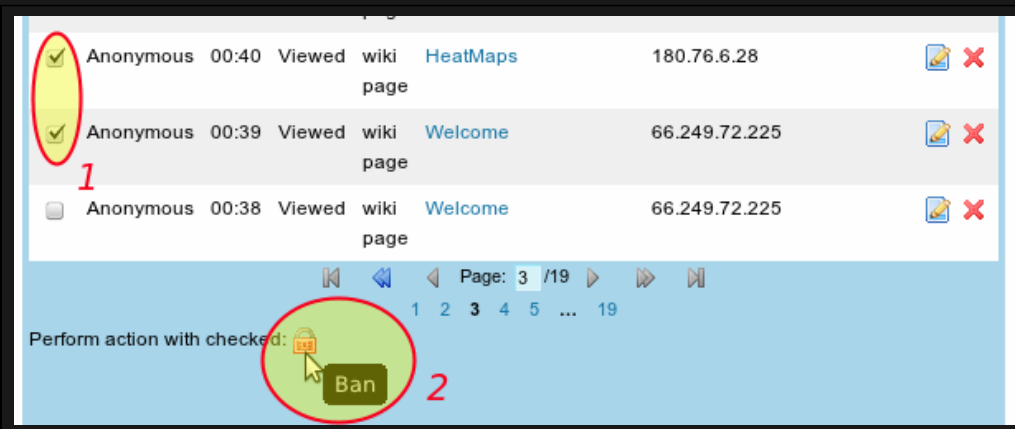 Anonymous 00:40 Viewed wiki HeatMaps 180.76.6.28
page
Anonymous 00:39 Viewed wiki Welcome 66.249.72.225
page
1
Anonymous 00:38 Viewed wiki Welcome 66.249.72.225
page
Page: 3 /19
1 2 3 4 5 ... 19
Perform action with checked:
Ban
2